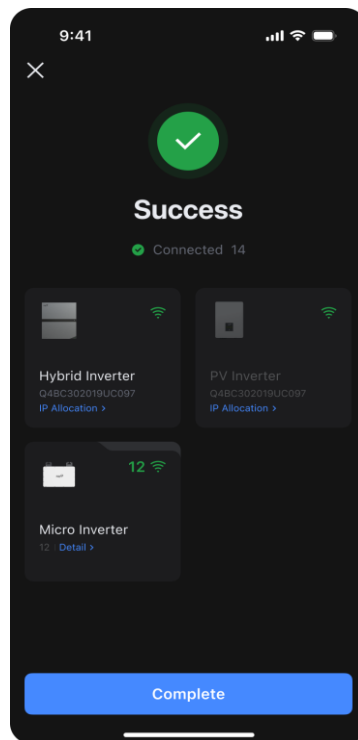 9:41
Success
Connected 14
Hybrid Inverter
Q4BC302019UC097
IP Allocation >
PV Inverter
Q4BC302019UC097
IP Allocation >
12
Micro Inverter
12 | Detail >
Complete